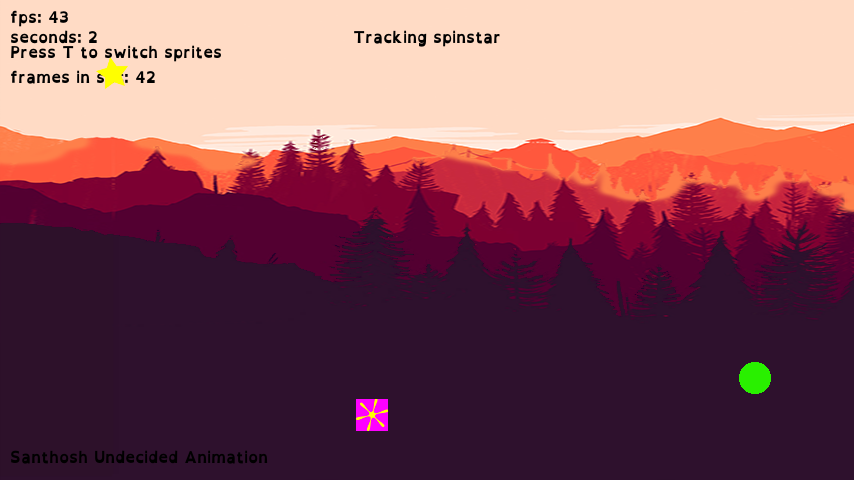 fps: 43
seconds: 2
Tracking spinstar
Press T to switch sprites
frames in : 42
Santhosh Undecided Animation